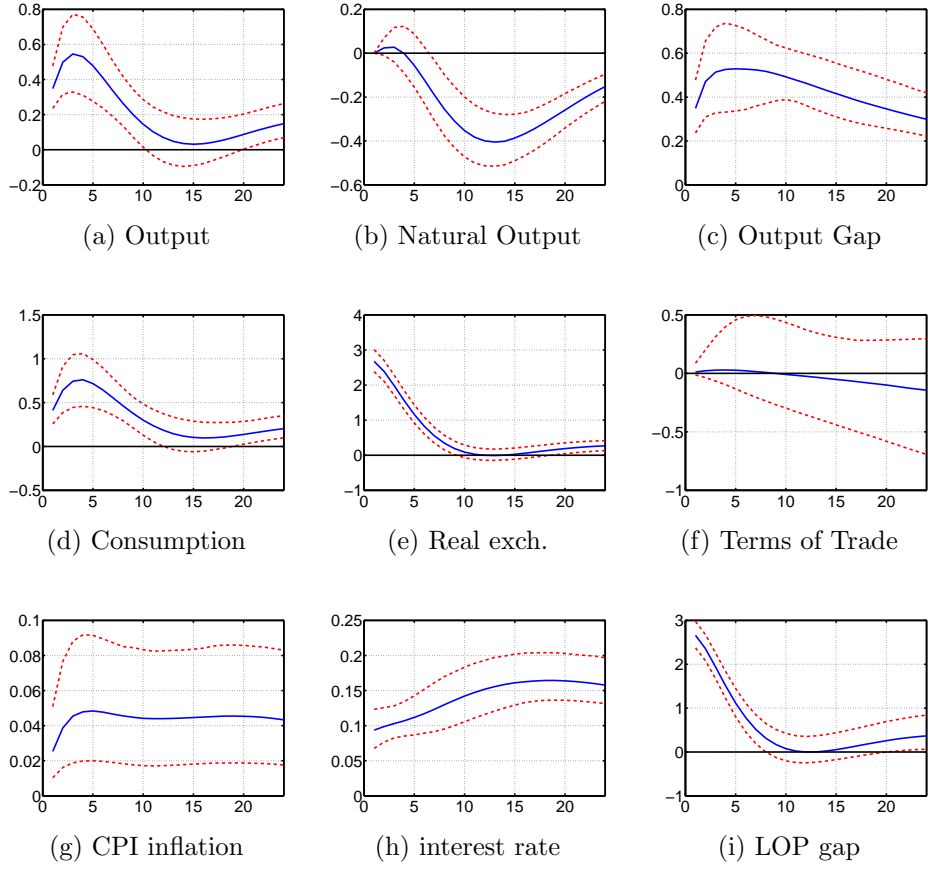 0.8
0.6
0.4
0.2
0
−0.2
0 5 10 15 20
(a) Output
0.2
0
−0.2
−0.4
−0.6
0 5 10 15 20
(b) Natural Output
0.8
0.6
0.4
0.2
0
0 5 10 15 20
(c) Output Gap
1.5
1
0.5
0
−0.5
0 5 10 15 20
(d) Consumption
4
3
2
1
0
−1
0 5 10 15 20
(e) Real exch.
0.5
0
−0.5
−1
0 5 10 15 20
(f) Terms of Trade
0.1
0.08
0.06
0.04
0.02
0
0 5 10 15 20
(g) CPI inflation
0.25
0.20
0.15
0.1
0.05
0
0 5 10 15 20
(h) interest rate
3
2
1
0
−1
0 5 10 15 20
(i) LOP gap